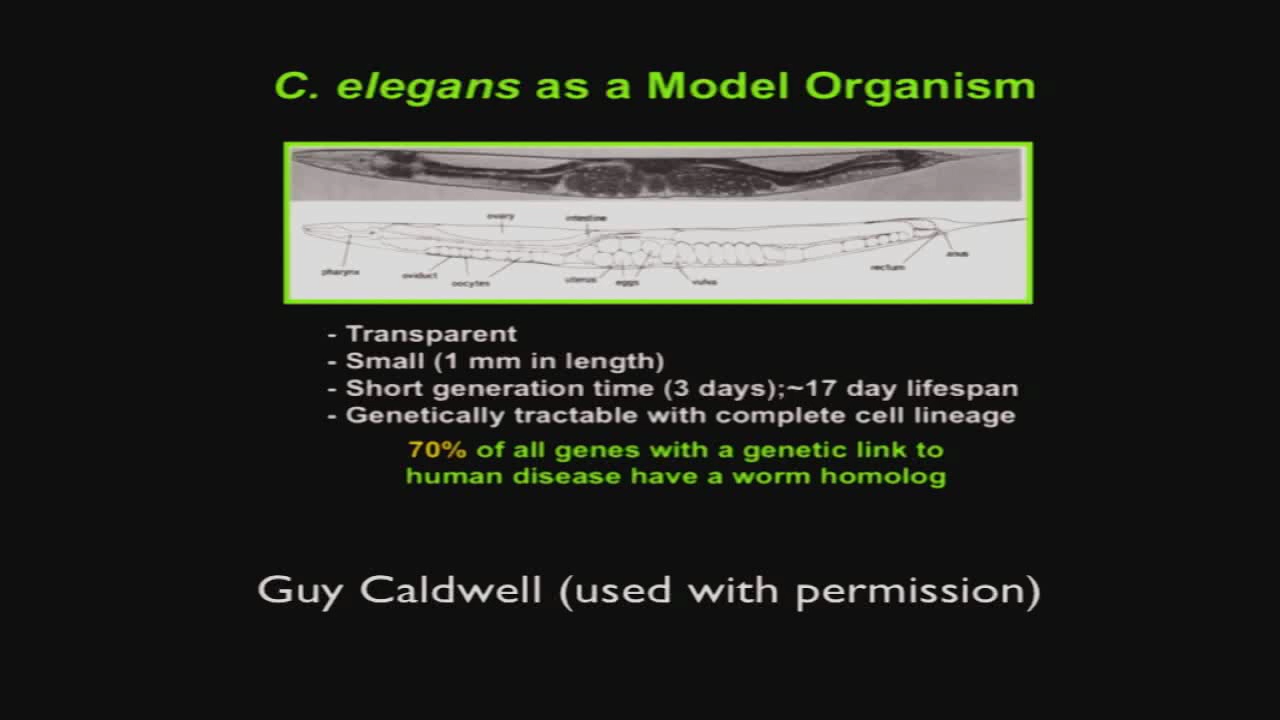 C. elegans as a Model Organism
ovary intestine
pharynx oviduct oocytes uterus eggs vulva rectum anus
- Transparent
- Small (1 mm in length)
- Short generation time (3 days);~17 day lifespan
- Genetically tractable with complete cell lineage
70% of all genes with a genetic link to
human disease have a worm homolog
Guy Caldwell (used with permission)